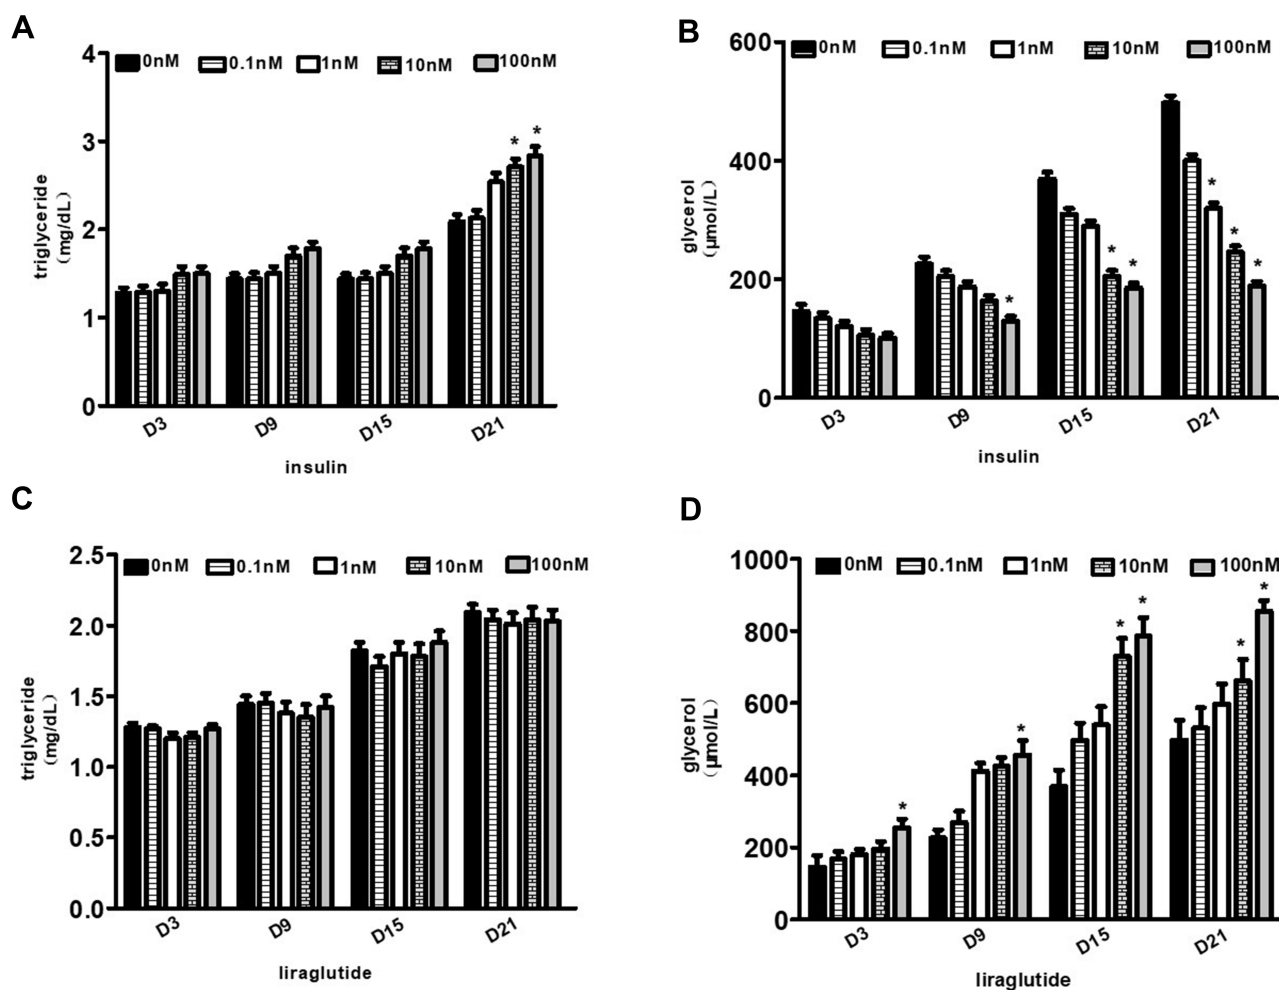 A
4
3
2
1
0
triglyceride
(mg/dL)
0nM 0.1nM 1nM 10nM 100nM
* *
D3 D9 D15 D21
insulin
B
600
400
200
0
glycerol
(µmol/L)
0nM 0.1nM 1nM 10nM 100nM
* * * * * *
D3 D9 D15 D21
insulin
C
2.5
2.0
1.5
1.0
0.5
0.0
triglyceride
(mg/dL)
0nM 0.1nM 1nM 10nM 100nM
D3 D9 D15 D21
liraglutide
D
1000
800
600
400
200
0
glycerol
(µmol/L)
0nM 0.1nM 1nM 10nM 100nM
* * * * * *
D3 D9 D15 D21
liraglutide